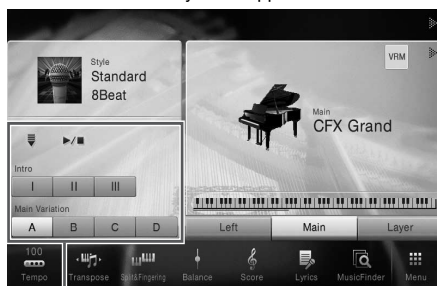 Style
Standard
8Beat
VRM
Main
CFX Grand
Intro
I II III
Main Variation
A B C D
Left Main Layer
100
Tempo Transpose Split&Fingering Balance Score Lyrics MusicFinder Menu